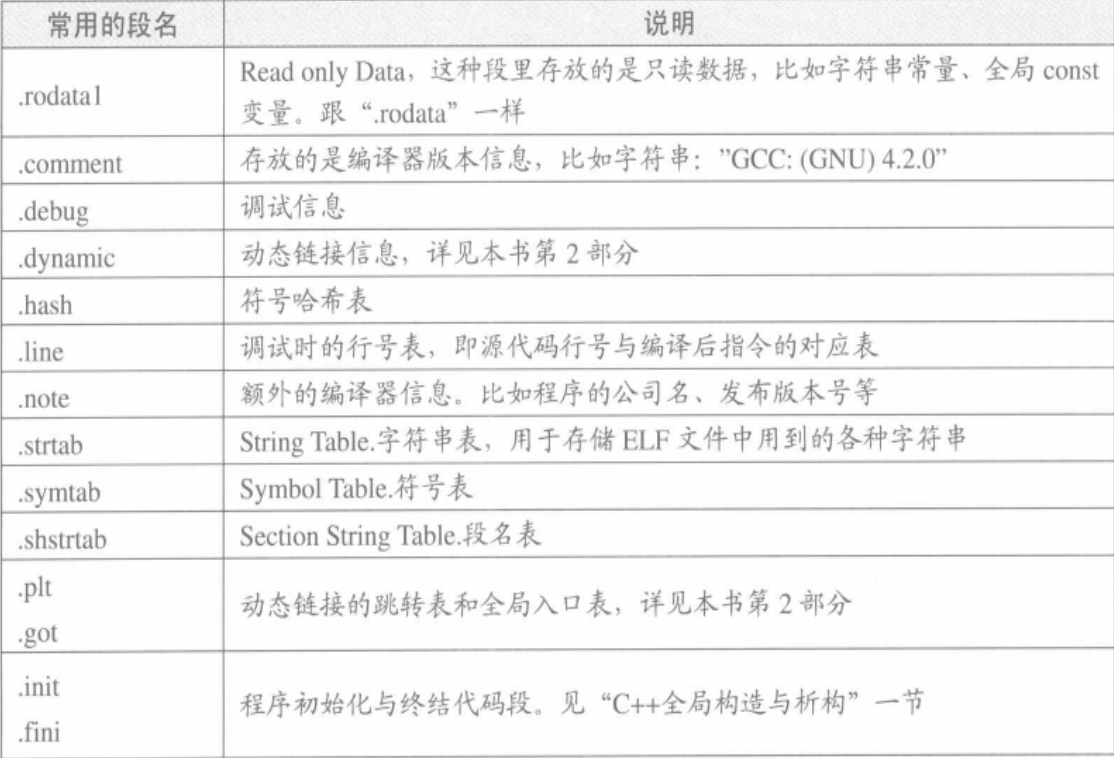 常用的段名 说明
.rodata1 Read only Data，这种段里存放的是只读数据，比如字符串常量、全局 const
变量。跟“.rodata”一样
.comment 存放的是编译器版本信息，比如字符串：”GCC: (GNU) 4.2.0”
.debug 调试信息
.dynamic 动态链接信息，详见本书第 2 部分
.hash 符号哈希表
.line 调试时的行号表，即源代码行号与编译后指令的对应表
.note 额外的编译器信息。比如程序的公司名、发布版本号等
.strtab String Table.字符串表，用于存储 ELF 文件中用到的各种字符串
.symtab Symbol Table.符号表
.shstrtab Section String Table.段名表
.plt
.got
动态链接的跳转表和全局入口表，详见本书第 2 部分
.init
.fini
程序初始化与终结代码段。见“C++全局构造与析构”一节